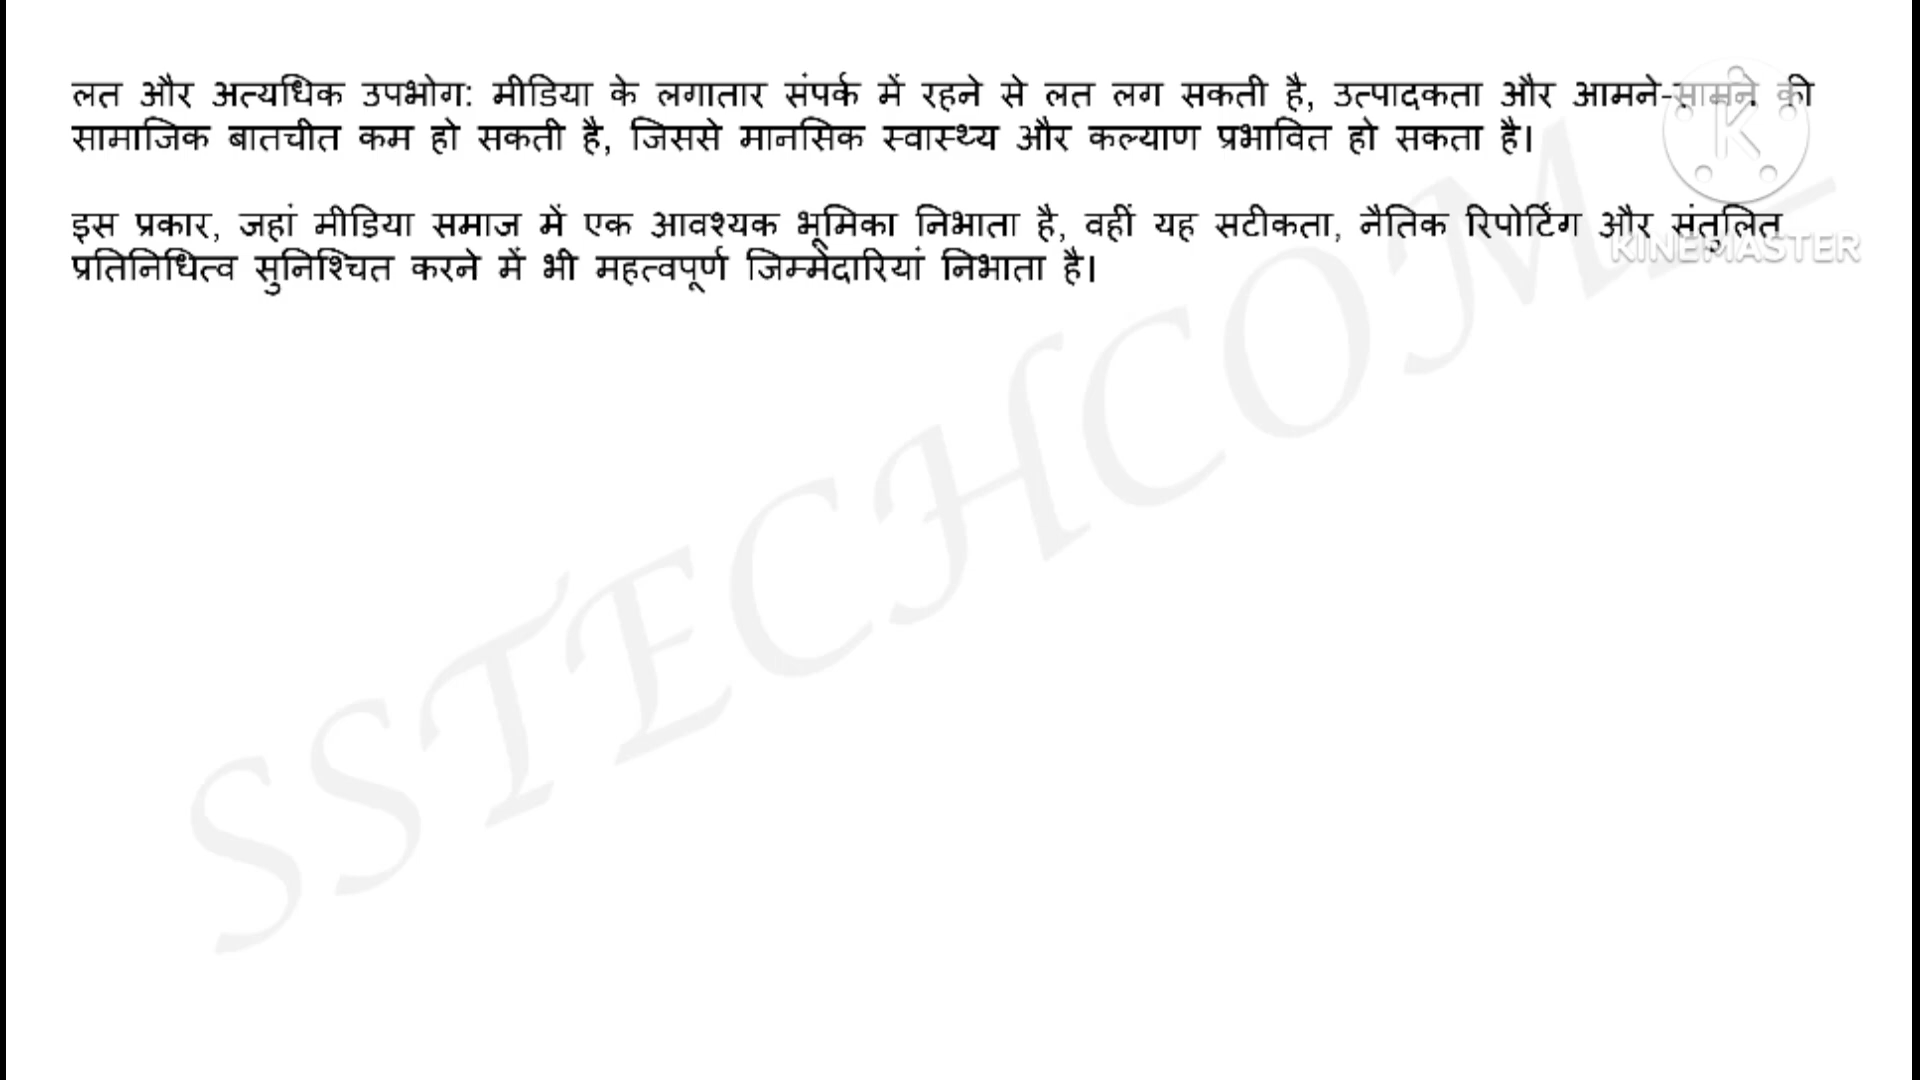 लत और अत्यधिक उपभोग: मीडिया के लगातार संपर्क में रहने से लत लग सकती है, उत्पादकता और आमने-सामने की
सामाजिक बातचीत कम हो सकती है, जिससे मानसिक स्वास्थ्य और कल्याण प्रभावित हो सकता है।
इस प्रकार, जहां मीडिया समाज में एक आवश्यक भूमिका निभाता है, वहीं यह सटीकता, नैतिक रिपोर्टिंग और संतुलित
प्रतिनिधित्व सुनिश्चित करने में भी महत्वपूर्ण जिम्मेदारियां निभाता है।
K
KINEMASTER
SSTECHCOM_